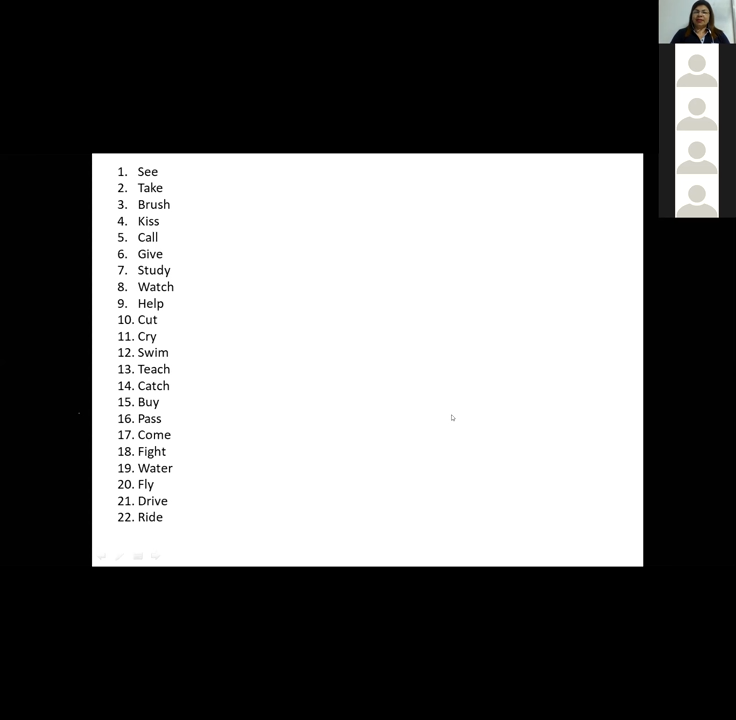 1. See
2. Take
3. Brush
4. Kiss
5. Call
6. Give
7. Study
8. Watch
9. Help
10. Cut
11. Cry
12. Swim
13. Teach
14. Catch
15. Buy
16. Pass
17. Come
18. Fight
19. Water
20. Fly
21. Drive
22. Ride